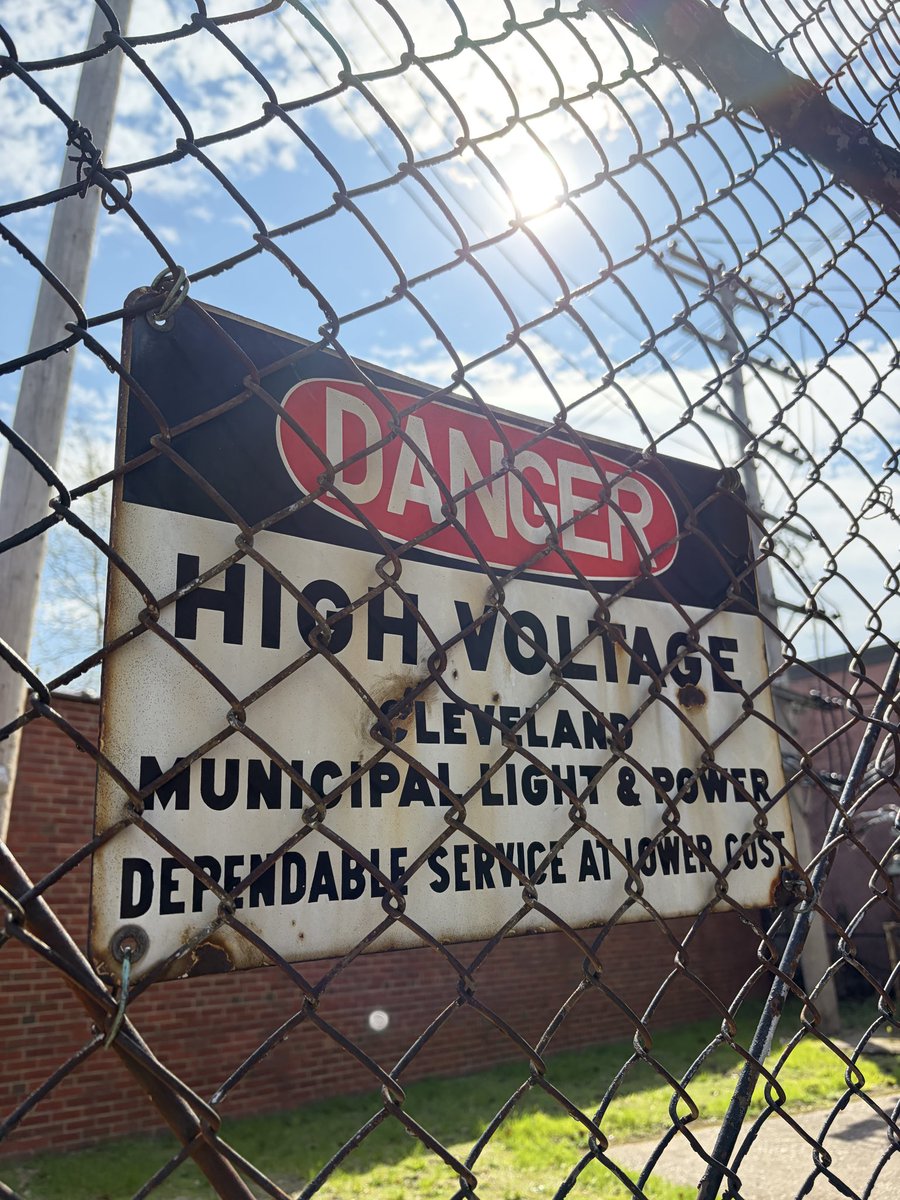 DANGER
HIGH VOLTAGE
CLEVELAND
MUNICIPAL LIGHT & POWER
DEPENDABLE SERVICE AT LOWER COST